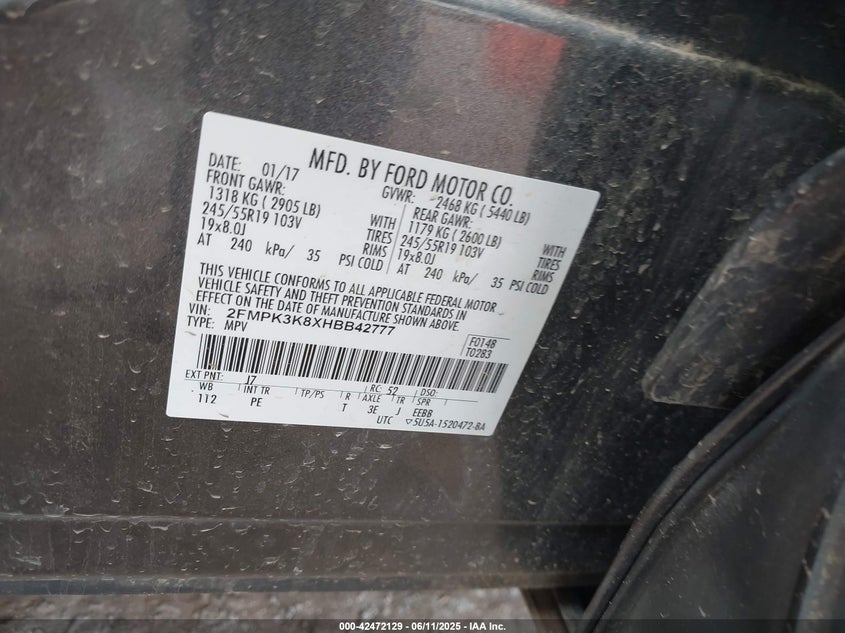 MFD. BY FORD MOTOR CO.
DATE: 01/17 GVWR: 2468 KG ( 5440 LB)
FRONT GAWR: REAR GAWR:
1318 KG ( 2905 LB) WITH 1179 KG ( 2600 LB) WITH
245/55R19 103V TIRES 245/55R19 103V TIRES
19x8.0J RIMS 19x8.0J RIMS
AT 240 kPa/ 35 PSI COLD AT 240 kPa/ 35 PSI COLD
THIS VEHICLE CONFORMS TO ALL APPLICABLE FEDERAL MOTOR
VEHICLE SAFETY AND THEFT PREVENTION STANDARDS IN
EFFECT ON THE DATE OF MANUFACTURE SHOWN ABOVE.
VIN: 2FMPK3K8XHBB42777 F0148
TYPE: MPV T0283
EXT PNT: J7 RC: 52 DSO:
WB INT TR TP/PS R AXLE TR SPR
112 PE T 3E J EEBB
UTC ▽5U5A-1520472-BA
000-42472129 - 06/11/2025 - IAA Inc.